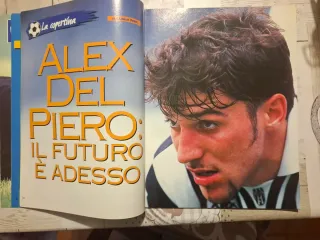 La copertina
ALEX
DEL
PIERO:
IL FUTURO
È ADESSO